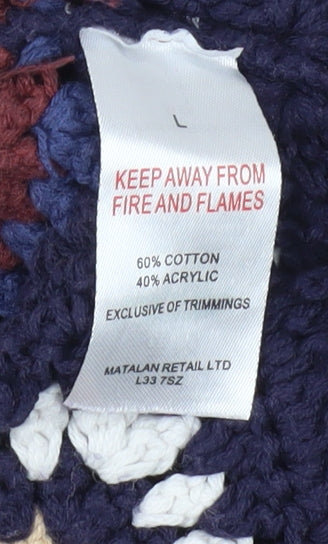 L
KEEP AWAY FROM
FIRE AND FLAMES
60% COTTON
40% ACRYLIC
EXCLUSIVE OF TRIMMINGS
MATALAN RETAIL LTD
L33 7SZ